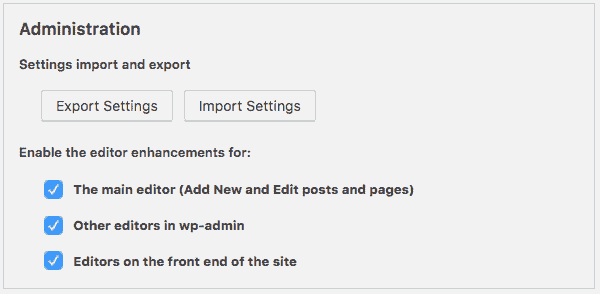 Administration
Settings import and export
Export Settings Import Settings
Enable the editor enhancements for:
The main editor (Add New and Edit posts and pages)
Other editors in wp-admin
Editors on the front end of the site